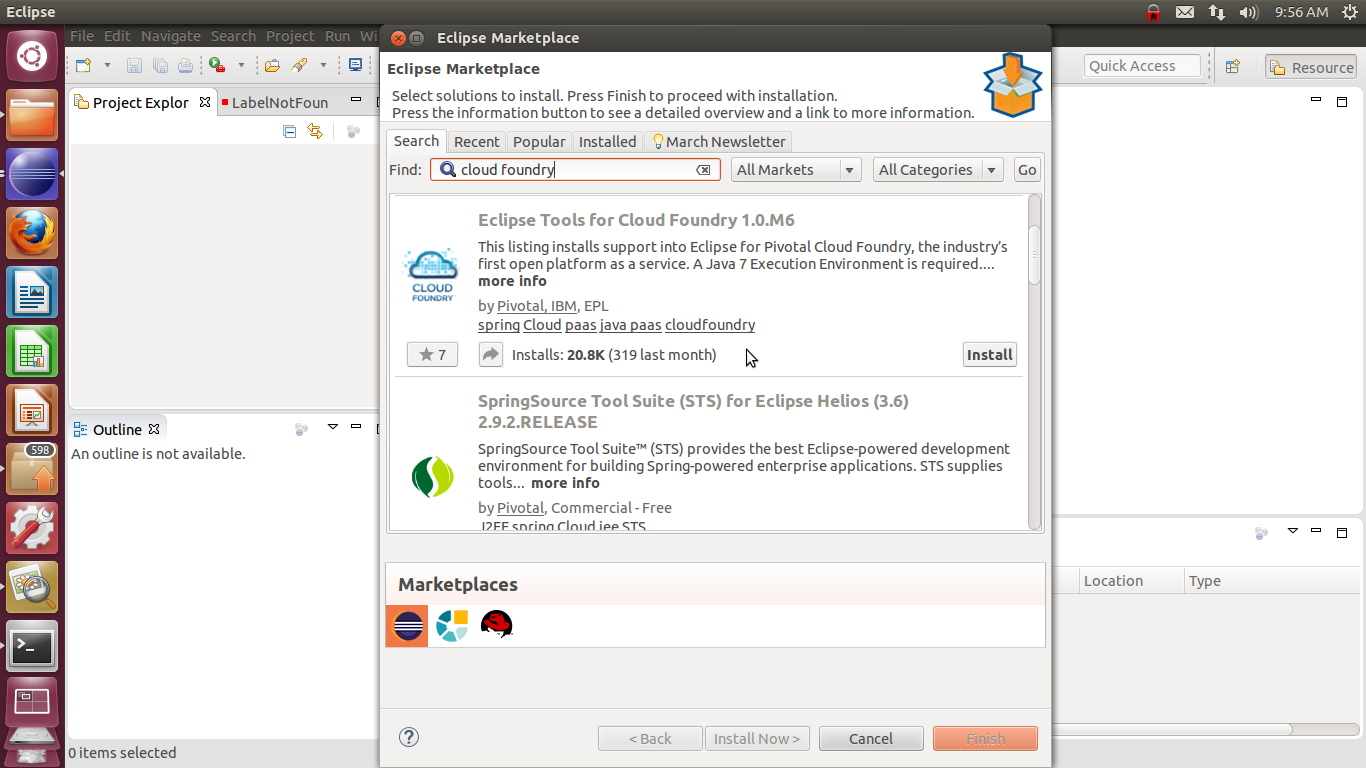 Eclipse
9:56 AM
File Edit Navigate Search Project Run
Quick Access
Resource
Project Explor
LabelNotFoun
Outline
An outline is not available.
0 items selected
598
Eclipse Marketplace
Eclipse Marketplace
Select solutions to install. Press Finish to proceed with installation.
Press the information button to see a detailed overview and a link to more information.
Search Recent Popular Installed March Newsletter
Find: cloud foundry All Markets All Categories Go
Eclipse Tools for Cloud Foundry 1.0.M6
This listing installs support into Eclipse for Pivotal Cloud Foundry, the industry's
first open platform as a service. A Java 7 Execution Environment is required....
more info
CLOUD
FOUNDRY
by Pivotal, IBM, EPL
spring Cloud paas java paas cloudfoundry
7 Installs: 20.8K (319 last month) Install
SpringSource Tool Suite (STS) for Eclipse Helios (3.6)
2.9.2.RELEASE
SpringSource Tool Suite™ (STS) provides the best Eclipse-powered development
environment for building Spring-powered enterprise applications. STS supplies
tools... more info
by Pivotal, Commercial - Free
J2EE spring Cloud jee STS
Marketplaces
< Back Install Now > Cancel Finish
Location Type